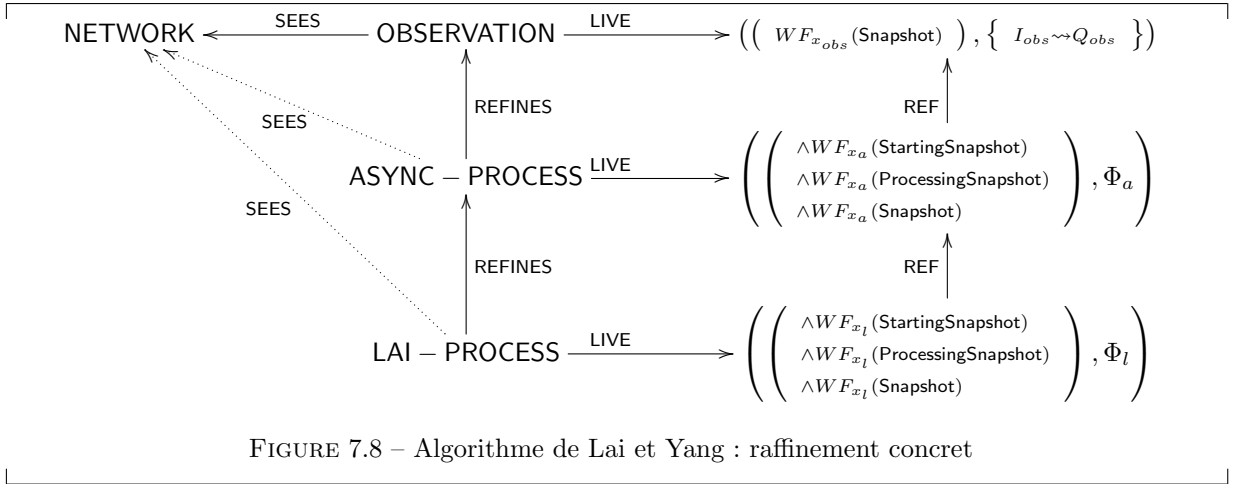 NETWORK SEES OBSERVATION LIVE (( WF_{x_{obs}}(Snapshot) ) , { I_{obs}⇝Q_{obs} })
SEES REFINES REF
ASYNC – PROCESS LIVE (( ∧WF_{x_a}(StartingSnapshot)
∧WF_{x_a}(ProcessingSnapshot)
∧WF_{x_a}(Snapshot) ) , Φ_a )
SEES REFINES REF
LAI – PROCESS LIVE (( ∧WF_{x_l}(StartingSnapshot)
∧WF_{x_l}(ProcessingSnapshot)
∧WF_{x_l}(Snapshot) ) , Φ_l )
FIGURE 7.8 – Algorithme de Lai et Yang : raffinement concret